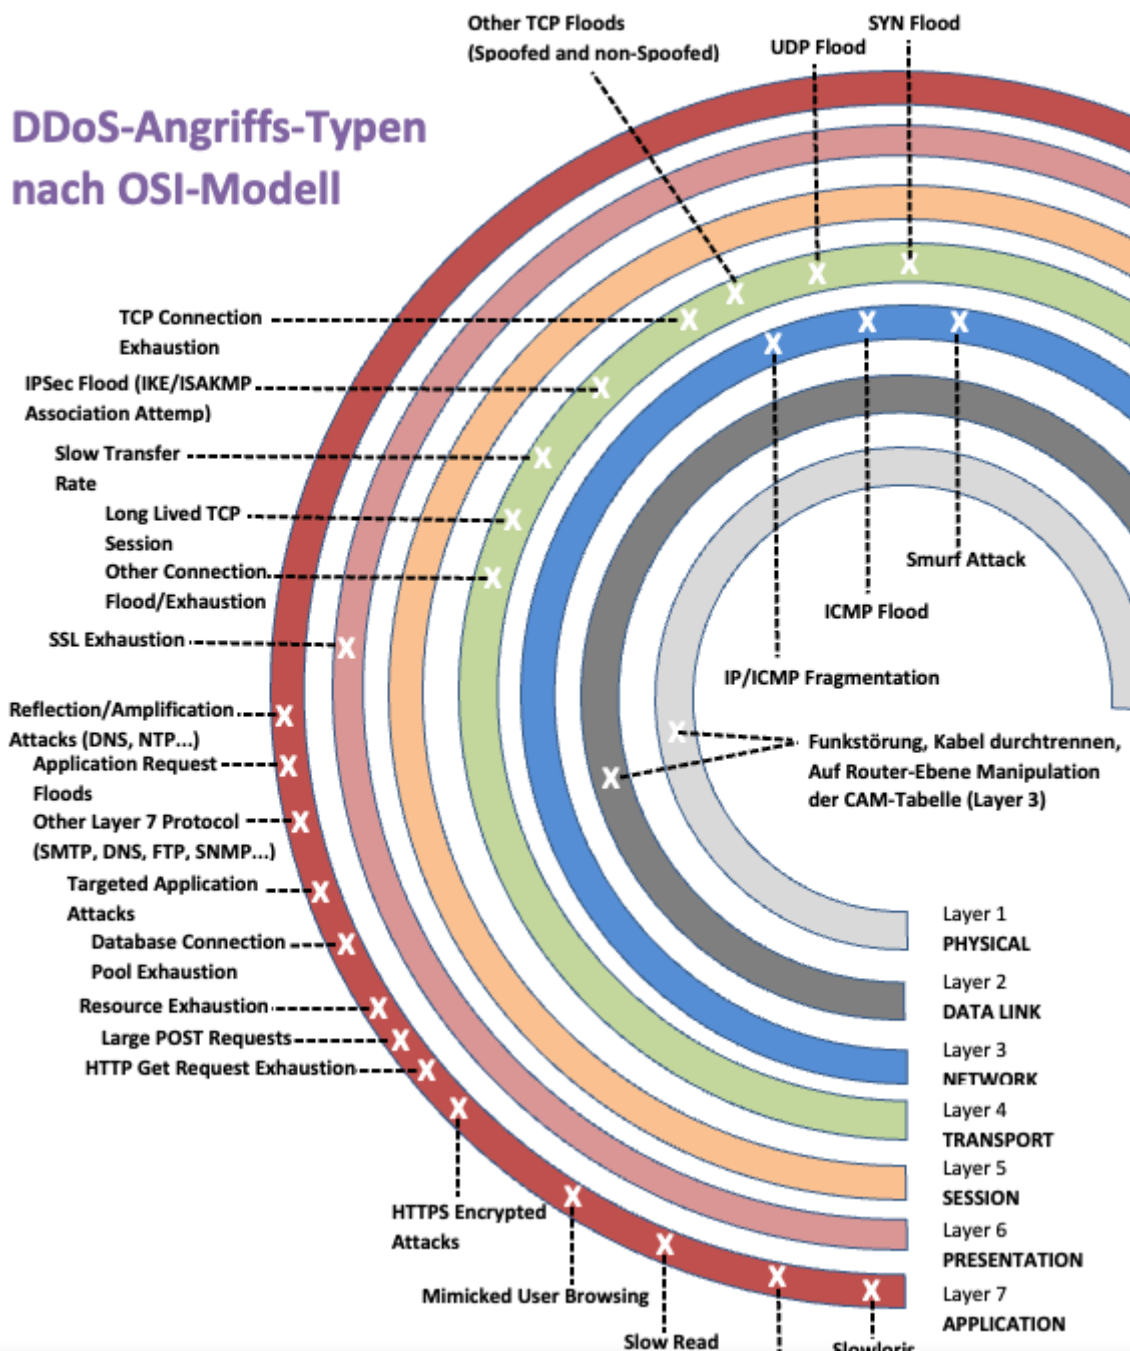 Other TCP Floods
(Spoofed and non-Spoofed)
UDP Flood
SYN Flood
DDoS-Angriffs-Typen
nach OSI-Modell
TCP Connection
Exhaustion
IPSec Flood (IKE/ISAKMP
Association Attemp)
Slow Transfer
Rate
Long Lived TCP
Session
Other Connection
Flood/Exhaustion
SSL Exhaustion
Reflection/Amplification
Attacks (DNS, NTP...)
Application Request
Floods
Other Layer 7 Protocol
(SMTP, DNS, FTP, SNMP...)
Targeted Application
Attacks
Database Connection
Pool Exhaustion
Resource Exhaustion
Large POST Requests
HTTP Get Request Exhaustion
HTTPS Encrypted
Attacks
Mimicked User Browsing
Slow Read
Slowloris
Smurf Attack
ICMP Flood
IP/ICMP Fragmentation
Funkstörung, Kabel durchtrennen,
Auf Router-Ebene Manipulation
der CAM-Tabelle (Layer 3)
Layer 1
PHYSICAL
Layer 2
DATA LINK
Layer 3
NETWORK
Layer 4
TRANSPORT
Layer 5
SESSION
Layer 6
PRESENTATION
Layer 7
APPLICATION